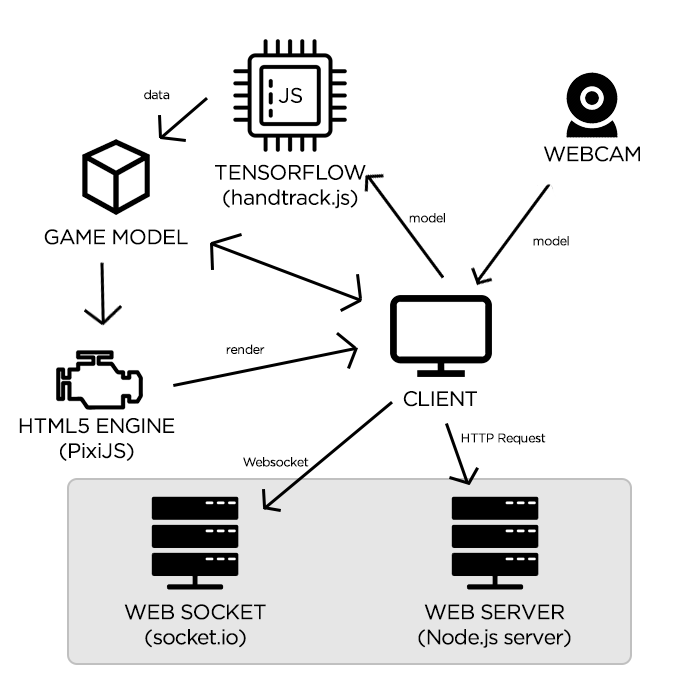 data
JS
TENSORFLOW
(handtrack.js)
WEBCAM
model
model
GAME MODEL
render
CLIENT
HTML5 ENGINE
(PixiJS)
Websocket
HTTP Request
WEB SOCKET
(socket.io)
WEB SERVER
(Node.js server)